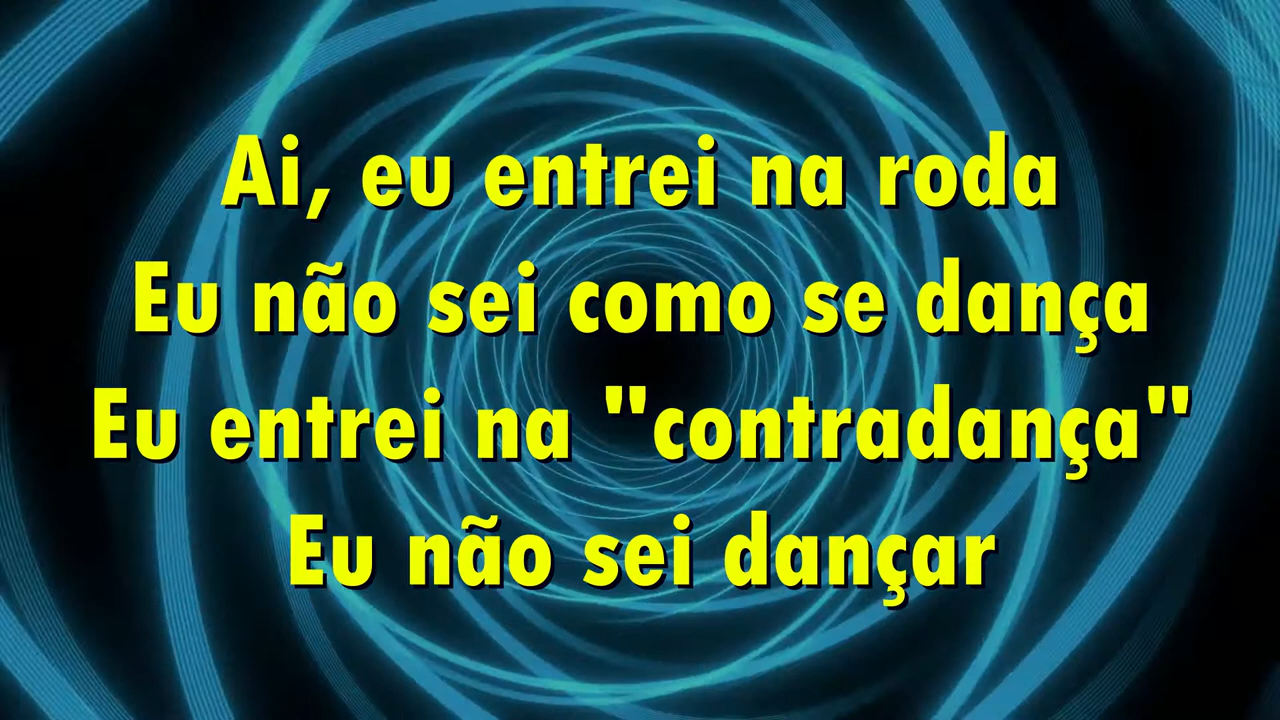 Ai, eu entrei na roda
Eu não sei como se dança
Eu entrei na "contradança"
Eu não sei dançar